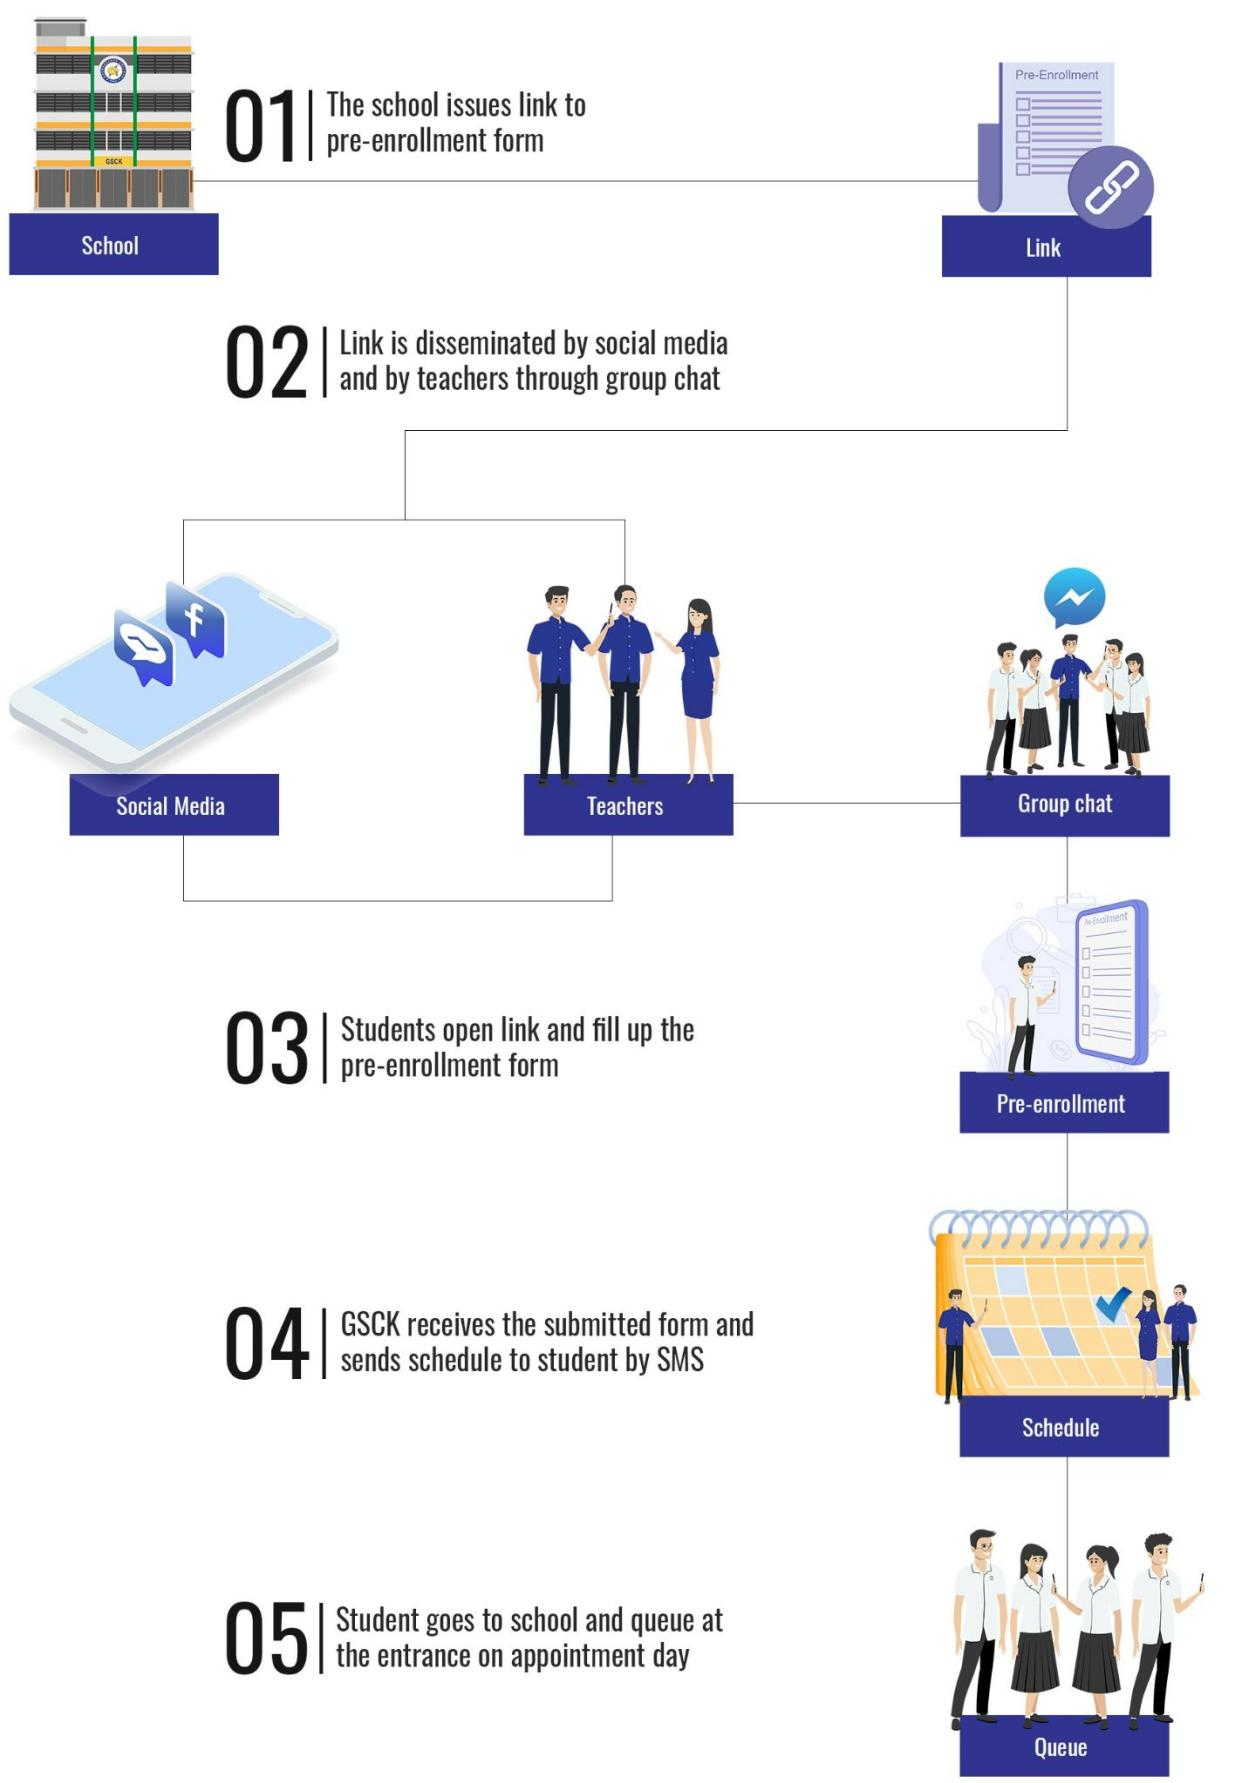 GSCK
01
The school issues link to
pre-enrollment form
Pre-Enrollment
School
Link
02
Link is disseminated by social media
and by teachers through group chat
f
Social Media
Teachers
Group chat
Pre-Enrollment
03
Students open link and fill up the
pre-enrollment form
Pre-enrollment
04
GSCK receives the submitted form and
sends schedule to student by SMS
Schedule
05
Student goes to school and queue at
the entrance on appointment day
Queue